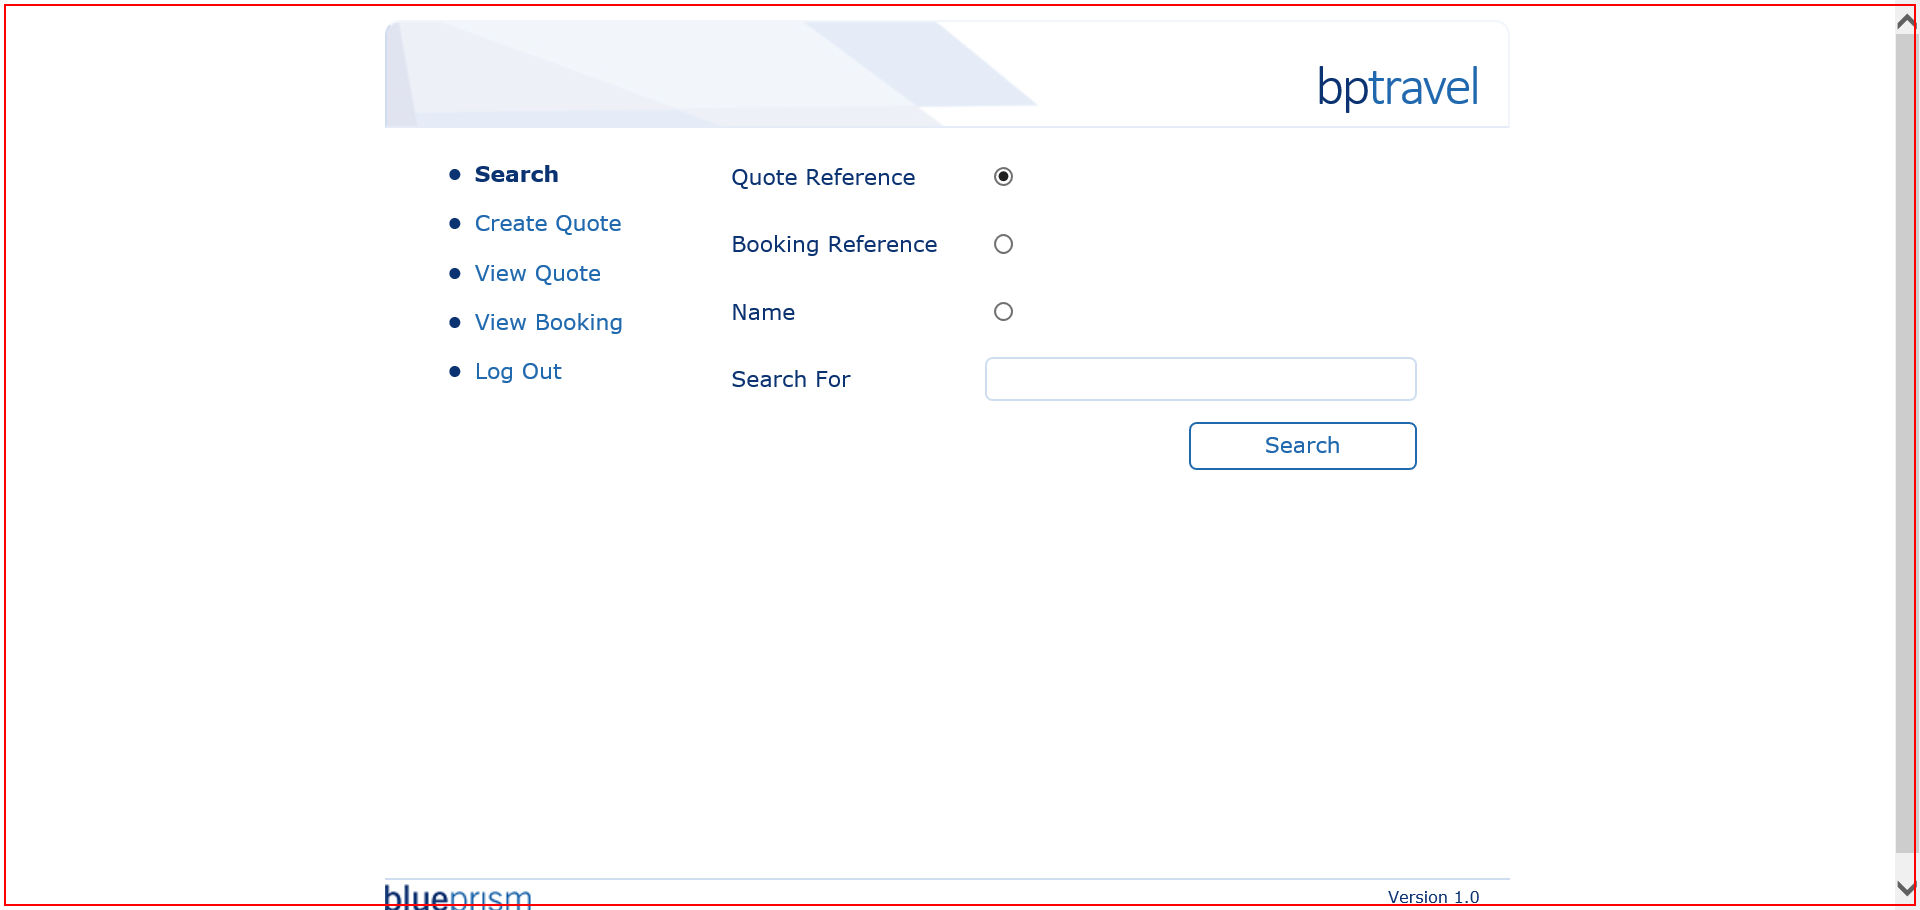 bptravel
Search
Create Quote
View Quote
View Booking
Log Out
Quote Reference
Booking Reference
Name
Search For
Search
blueprism
Version 1.0